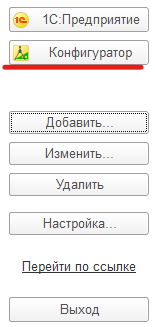 1С:Предприятие
Конфигуратор
Добавить...
Изменить...
Удалить
Настройка...
Перейти по ссылке
Выход